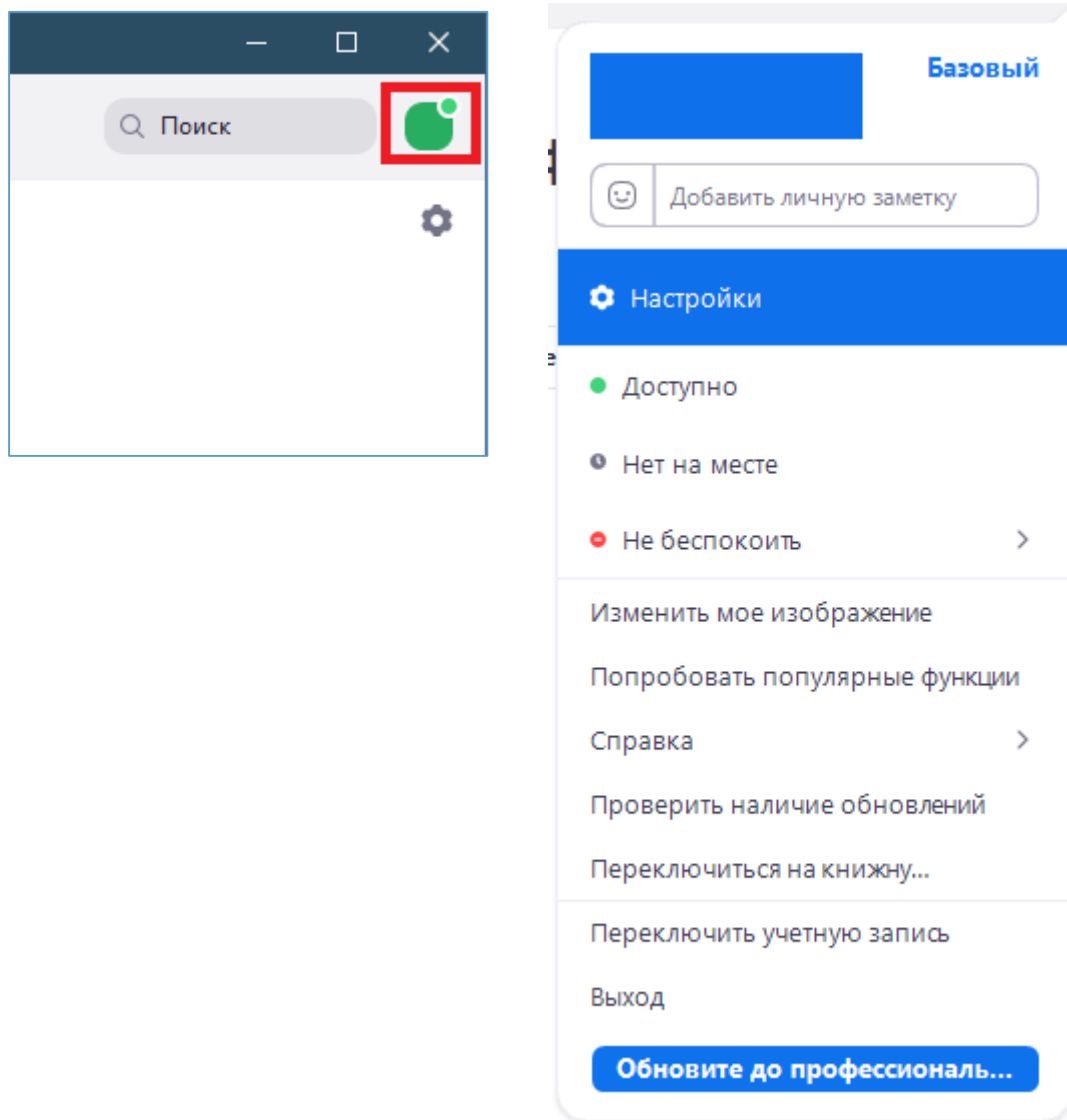 Поиск
Базовый
Добавить личную заметку
Настройки
Доступно
Нет на месте
Не беспокоить
Изменить мое изображение
Попробовать популярные функции
Справка
Проверить наличие обновлений
Переключиться на книжну...
Переключить учетную запись
Выход
Обновите до профессиональ...